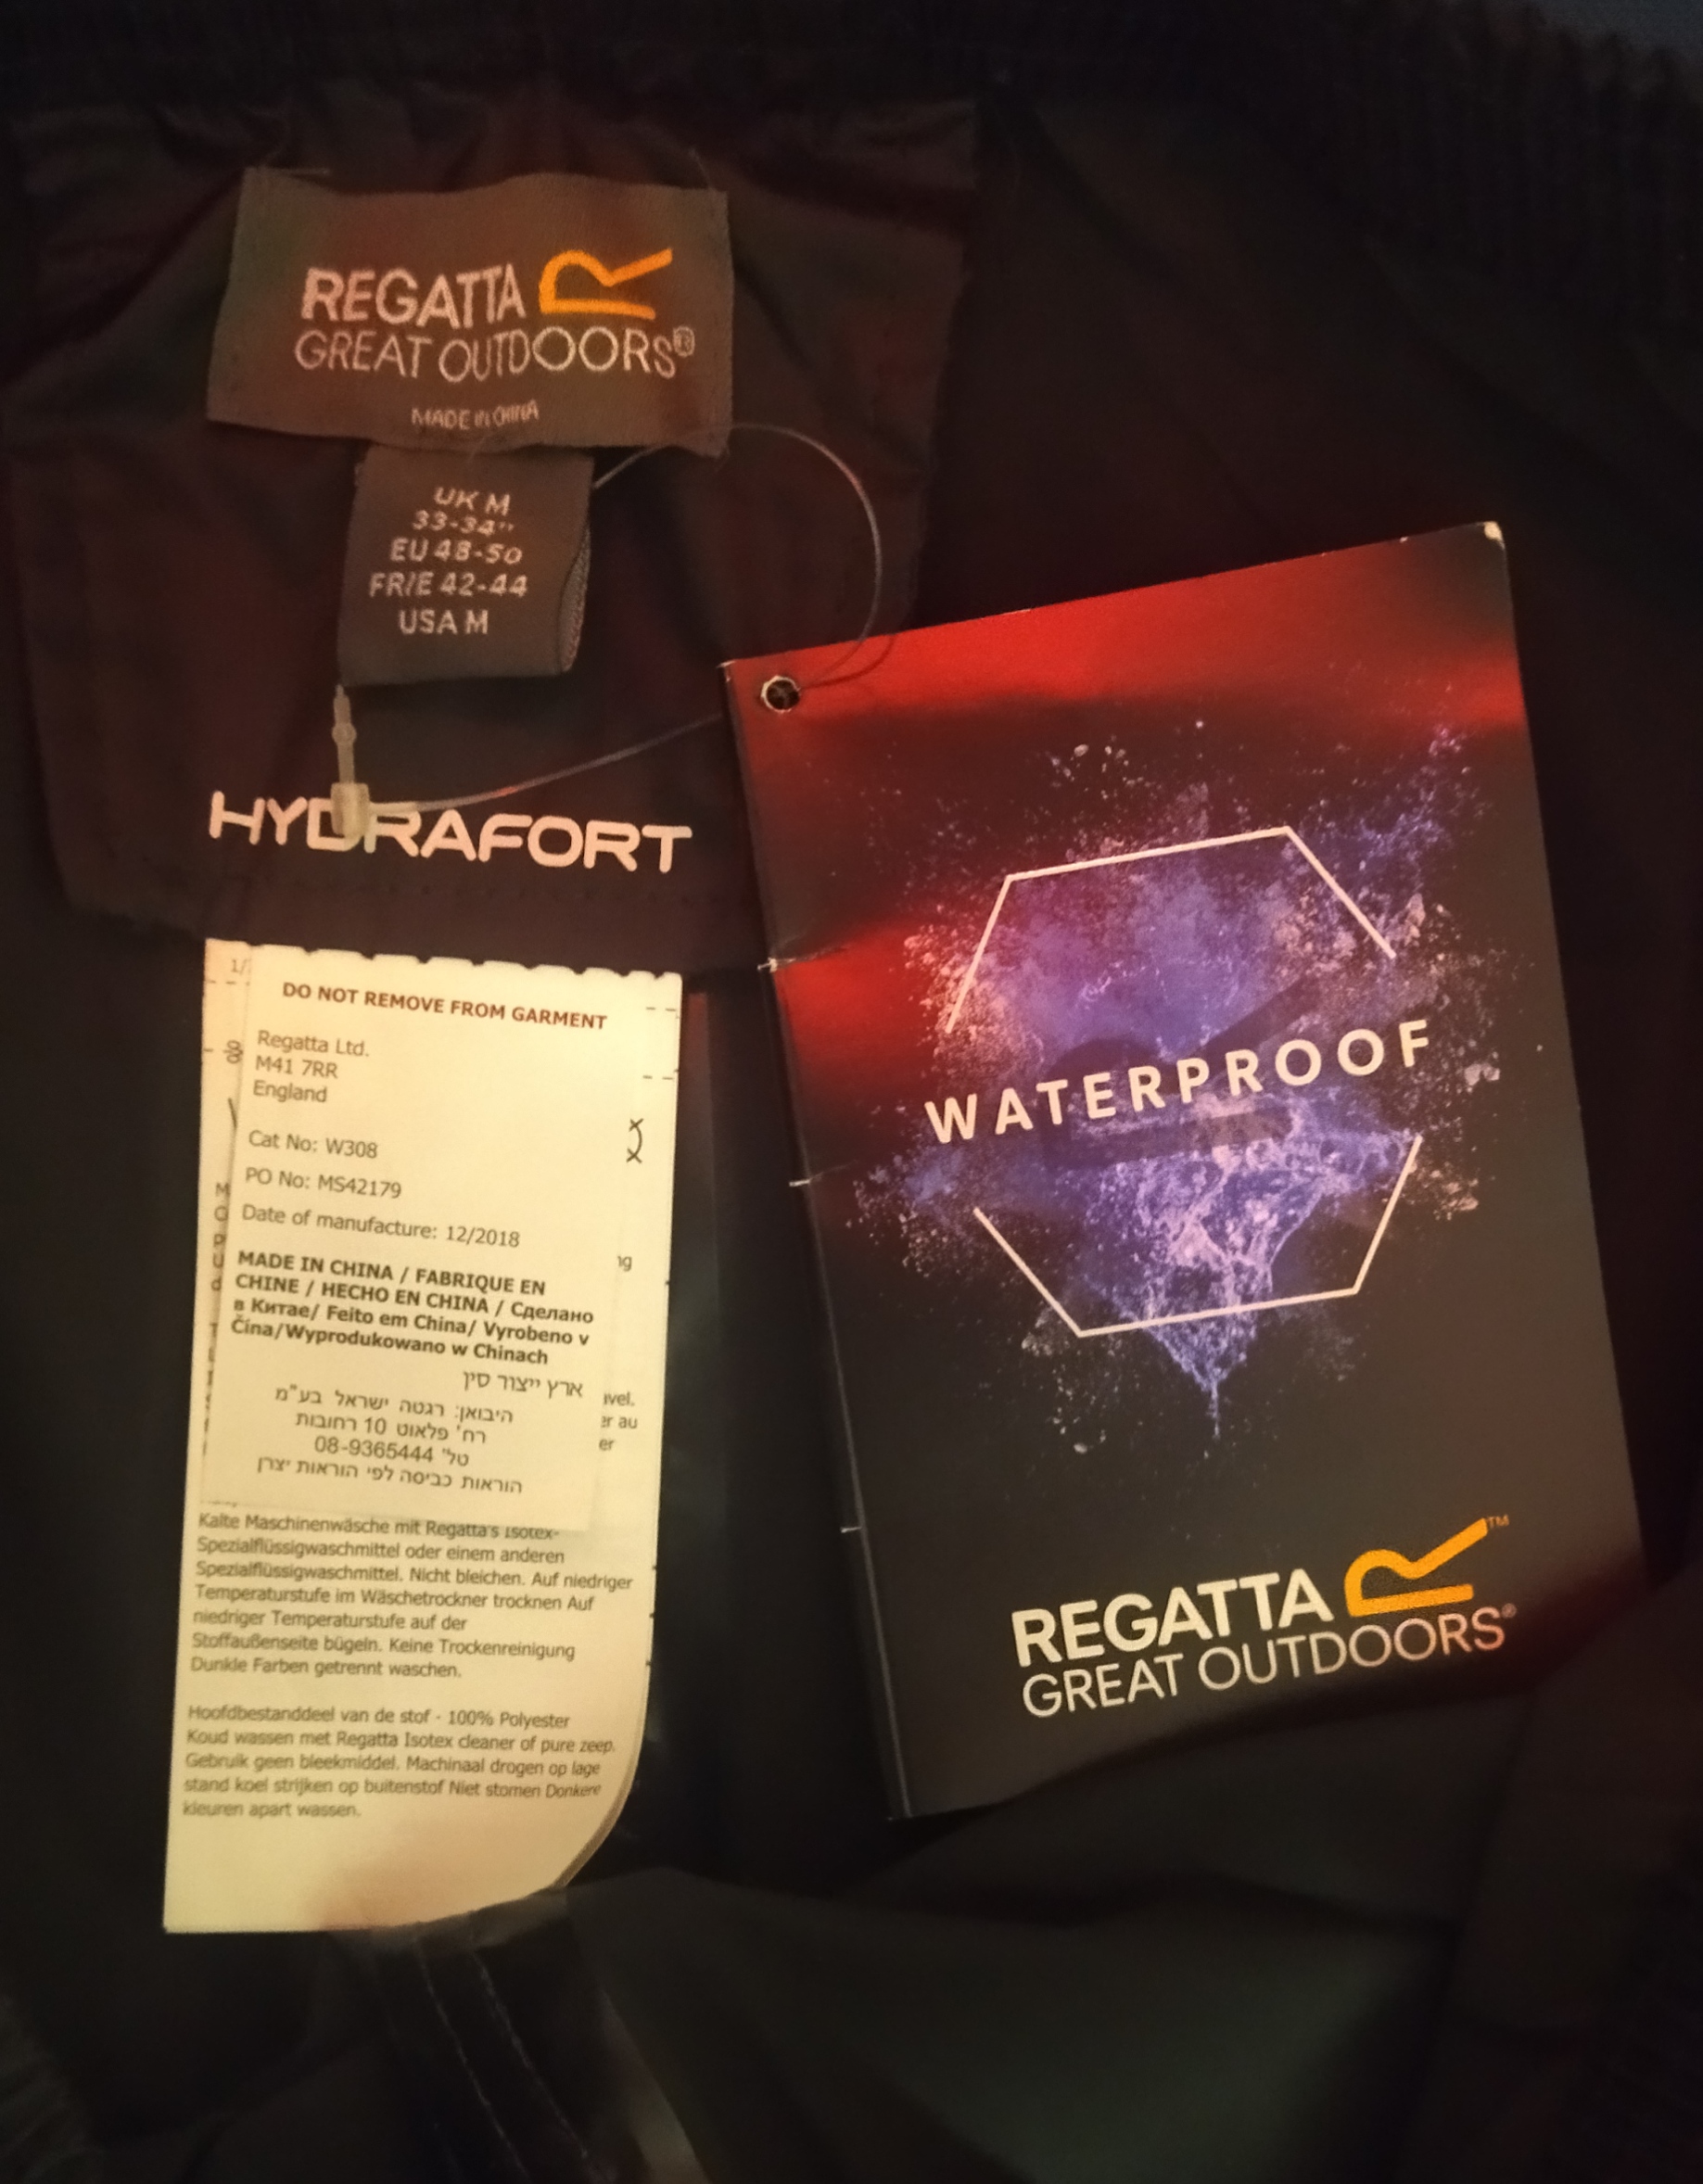 REGATTA
GREAT OUTDOORS®
MADE IN CHINA
UK M
33-34"
EU 48-50
FR/E 42-44
USA M
HYDRAFORT
DO NOT REMOVE FROM GARMENT
Regatta Ltd.
M41 7RR
England
Cat No: W308
PO No: MS42179
Date of manufacture: 12/2018
MADE IN CHINA / FABRIQUE EN
CHINE / HECHO EN CHINA / Сделано
в Китае/ Feito em China/ Vyrobeno v
Čína/Wyprodukowano w Chinach
ארץ ייצור סין
היבואן: רגטה ישראל בע"מ
רח' פלאוט 10 רחובות
טל' 08-9365444
הוראות כביסה לפי הוראות יצרן
er au
er
Kalte Maschinenwäsche mit Regatta's Isotex-
Spezialflüssigwaschmittel oder einem anderen
Spezialflüssigwaschmittel. Nicht bleichen. Auf niedriger
Temperaturstufe im Wäschetrockner trocknen Auf
niedriger Temperaturstufe auf der
Stoffaußenseite bügeln. Keine Trockenreinigung
Dunkle Farben getrennt waschen.
Hoofdbestanddeel van de stof - 100% Polyester
Koud wassen met Regatta Isotex cleaner of pure zeep.
Gebruik geen bleekmiddel. Machinaal drogen op lage
stand koel strijken op buitenstof Niet stomen Donkere
kleuren apart wassen.
WATERPROOF
REGATTA ™
GREAT OUTDOORS®